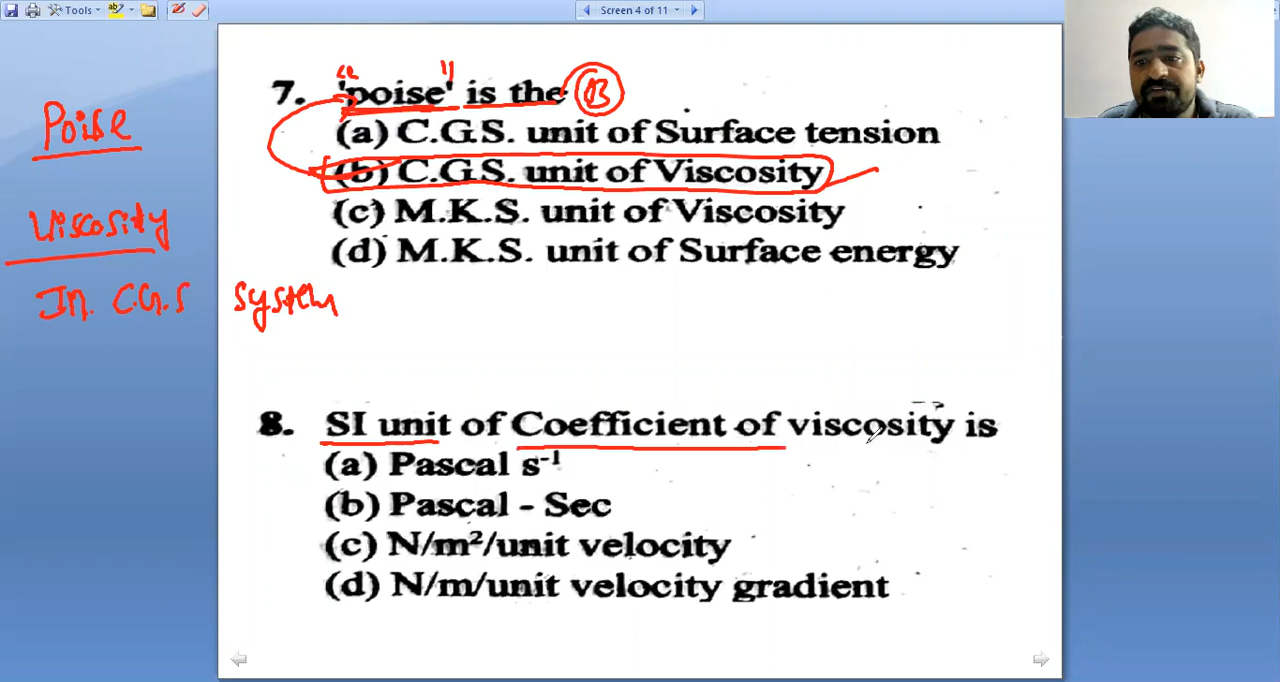 Tools
Screen 4 of 11
Poise
Viscosity
In. C.G.S system
7. 'poise' is the B
(a) C.G.S. unit of Surface tension
(b) C.G.S. unit of Viscosity
(c) M.K.S. unit of Viscosity
(d) M.K.S. unit of Surface energy
8. SI unit of Coefficient of viscosity is
(a) Pascal s⁻¹
(b) Pascal - Sec
(c) N/m²/unit velocity
(d) N/m/unit velocity gradient